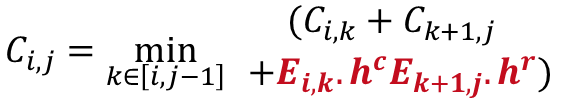 C_{i,j} = min_{k∈[i,j−1]} (C_{i,k} + C_{k+1,j}
+E_{i,k}.h^c E_{k+1,j}.h^r)